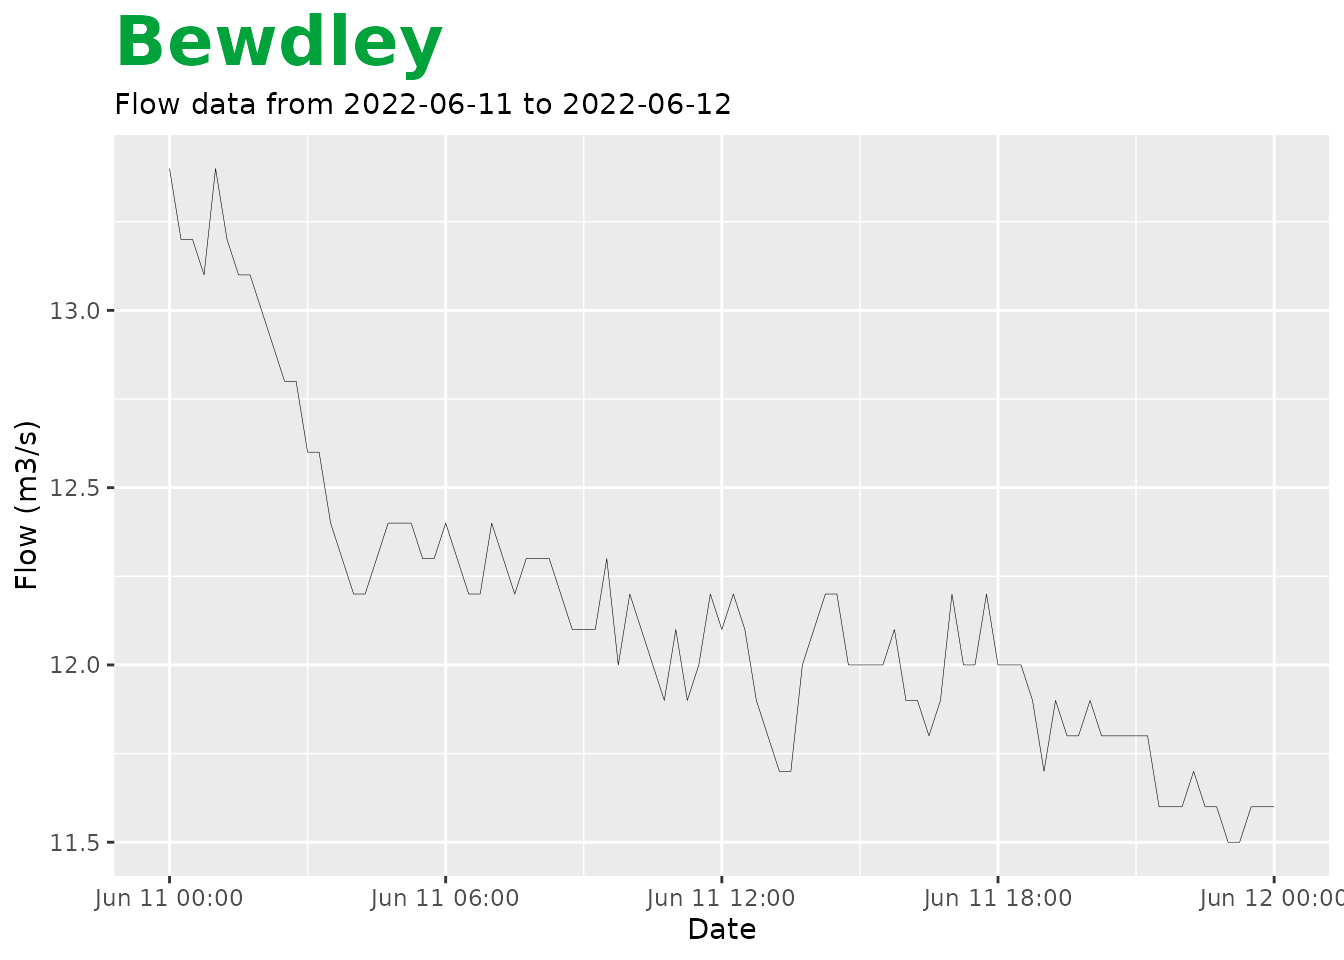 Bewdley
Flow data from 2022-06-11 to 2022-06-12
Flow (m3/s)
13.0
12.5
12.0
11.5
Jun 11 00:00 Jun 11 06:00 Jun 11 12:00 Jun 11 18:00 Jun 12 00:00
Date